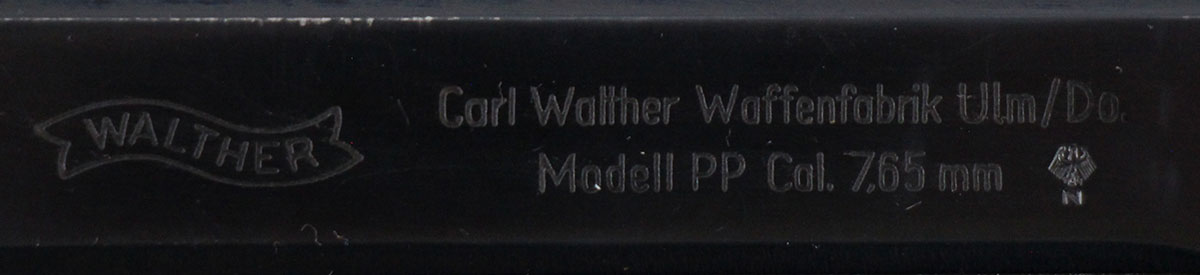 WALTHER
Carl Walther Waffenfabrik Ulm/Do.
Modell PP Cal. 7,65 mm
N